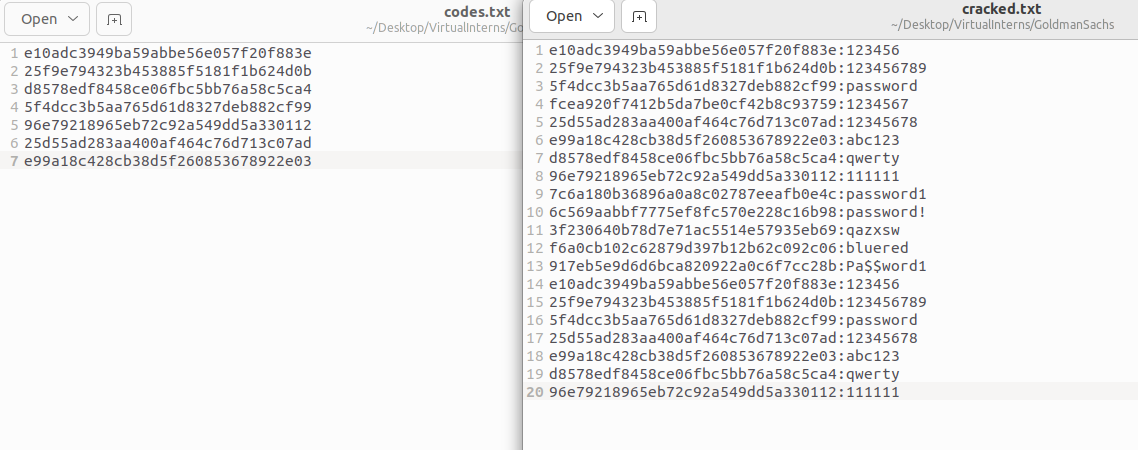 Open
codes.txt
~/Desktop/VirtualInterns/Go
1 e10adc3949ba59abbe56e057f20f883e
2 25f9e794323b453885f5181f1b624d0b
3 d8578edf8458ce06fbc5bb76a58c5ca4
4 5f4dcc3b5aa765d61d8327deb882cf99
5 96e79218965eb72c92a549dd5a330112
6 25d55ad283aa400af464c76d713c07ad
7 e99a18c428cb38d5f260853678922e03
Open
cracked.txt
~/Desktop/VirtualInterns/GoldmanSachs
1 e10adc3949ba59abbe56e057f20f883e:123456
2 25f9e794323b453885f5181f1b624d0b:123456789
3 5f4dcc3b5aa765d61d8327deb882cf99:password
4 fcea920f7412b5da7be0cf42b8c93759:1234567
5 25d55ad283aa400af464c76d713c07ad:12345678
6 e99a18c428cb38d5f260853678922e03:abc123
7 d8578edf8458ce06fbc5bb76a58c5ca4:qwerty
8 96e79218965eb72c92a549dd5a330112:111111
9 7c6a180b36896a0a8c02787eeafb0e4c:password1
10 6c569aabbf7775ef8fc570e228c16b98:password!
11 3f230640b78d7e71ac5514e57935eb69:qazxsw
12 f6a0cb102c62879d397b12b62c092c06:bluered
13 917eb5e9d6d6bca820922a0c6f7cc28b:Pa$$word1
14 e10adc3949ba59abbe56e057f20f883e:123456
15 25f9e794323b453885f5181f1b624d0b:123456789
16 5f4dcc3b5aa765d61d8327deb882cf99:password
17 25d55ad283aa400af464c76d713c07ad:12345678
18 e99a18c428cb38d5f260853678922e03:abc123
19 d8578edf8458ce06fbc5bb76a58c5ca4:qwerty
20 96e79218965eb72c92a549dd5a330112:111111